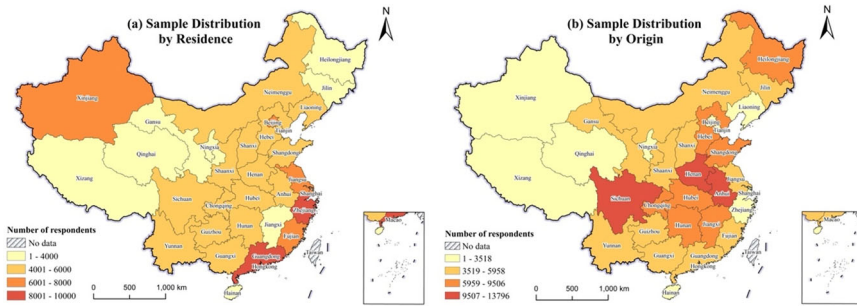 (a) Sample Distribution
by Residence
N
Heilongjiang
Jilin
Liaoning
Xinjiang
Neimenggu
Gansu
Beijing
Tianjin
Hebei
Ningxia
Shanxi
Shangdong
Qinghai
Shaanxi
Henan
Jiangsu
Xizang
Anhui
Shanghai
Sichuan
Chongqing
Hubei
Zhejiang
Hunan
Jiangxi
Guizhou
Fujian
Yunnan
Guangxi
Guangdong
Hongkong
Taiwan
Hainan
Macao
Number of respondents
No data
1 - 4000
4001 - 6000
6001 - 8000
8001 - 10000
0 500 1,000 km
(b) Sample Distribution
by Origin
N
Heilongjiang
Jilin
Liaoning
Xinjiang
Neimenggu
Gansu
Beijing
Tianjin
Hebei
Ningxia
Shanxi
Shangdong
Qinghai
Shaanxi
Henan
Jiangsu
Xizang
Anhui
Shanghai
Sichuan
Chongqing
Hubei
Zhejiang
Hunan
Jiangxi
Guizhou
Fujian
Yunnan
Guangxi
Guangdong
Hongkong
Taiwan
Hainan
Number of respondents
No data
1 - 3518
3519 - 5958
5959 - 9506
9507 - 13796
0 500 1,000 km